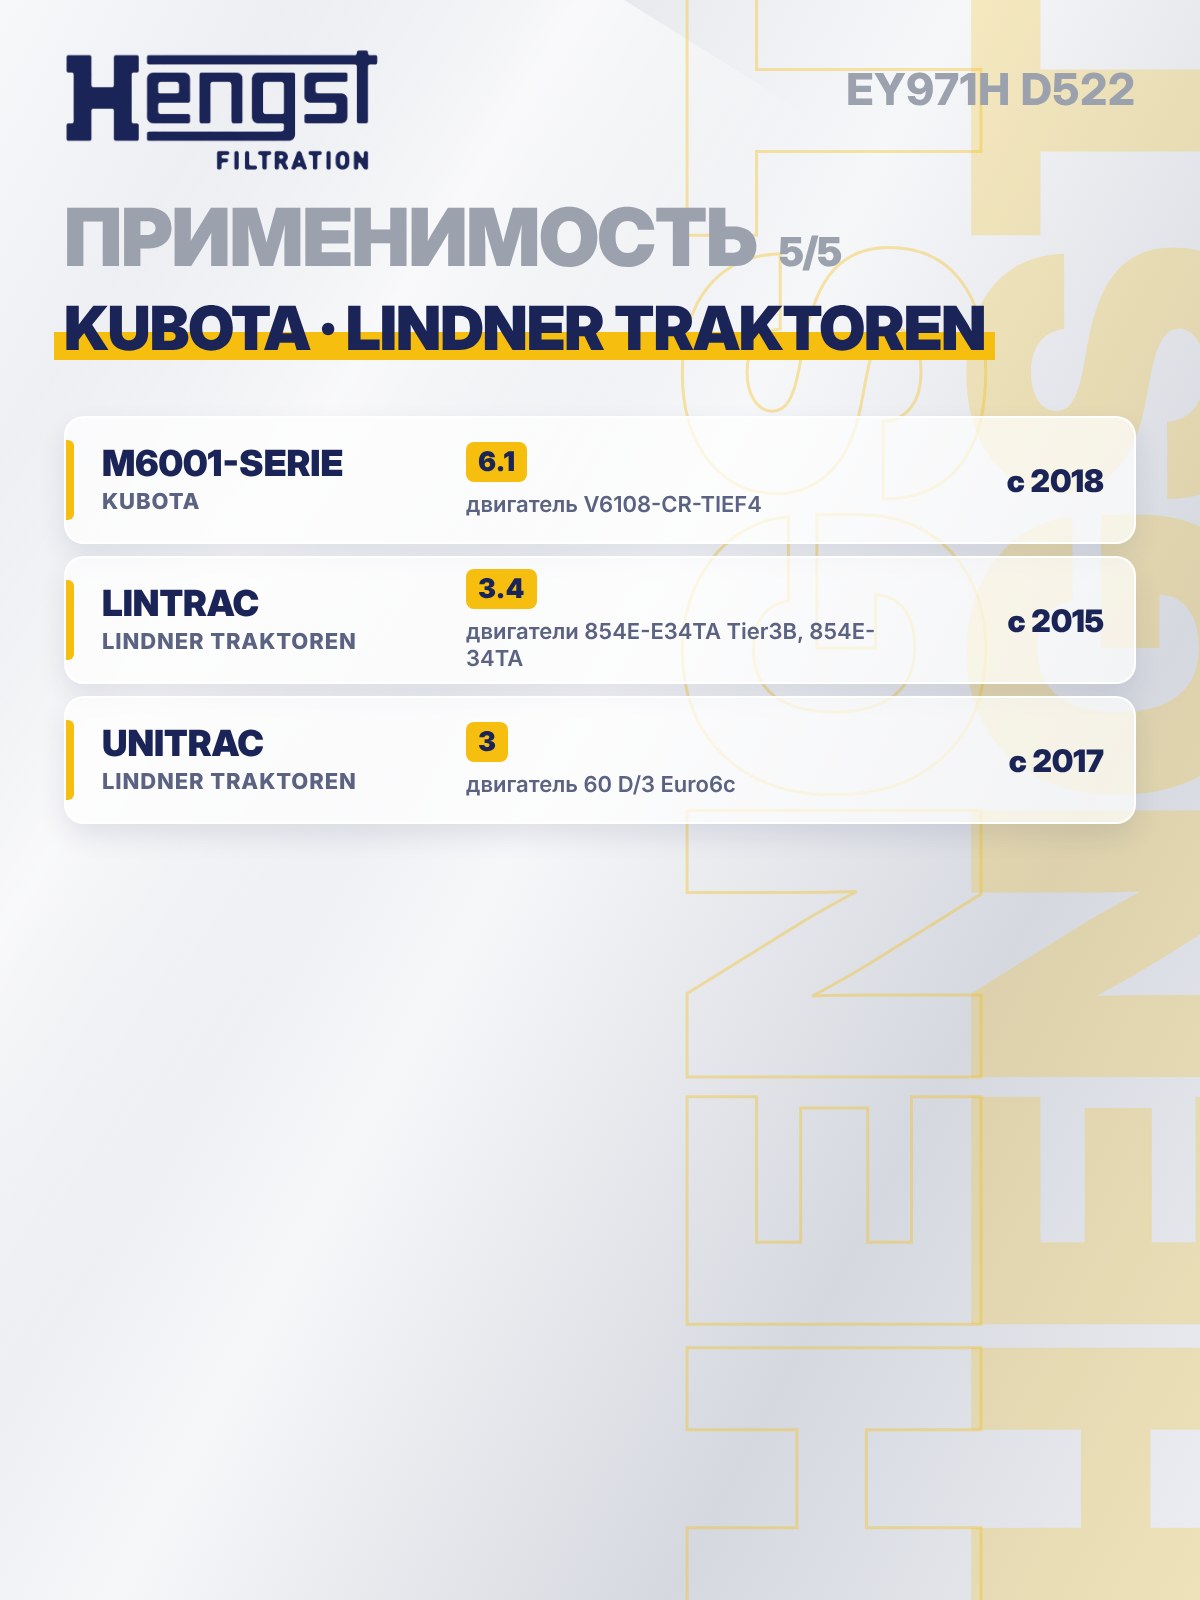 Hengst
FILTRATION
EY971H D522
ПРИМЕНИМОСТЬ 5/5
KUBOTA · LINDNER TRAKTOREN
M6001-SERIE
KUBOTA
6.1
двигатель V6108-CR-TIEF4
с 2018
LINTRAC
LINDNER TRAKTOREN
3.4
двигатели 854E-E34TA Tier3B, 854E-
34TA
с 2015
UNITRAC
LINDNER TRAKTOREN
3
двигатель 60 D/3 Euro6c
с 2017
HENGST
HENGST